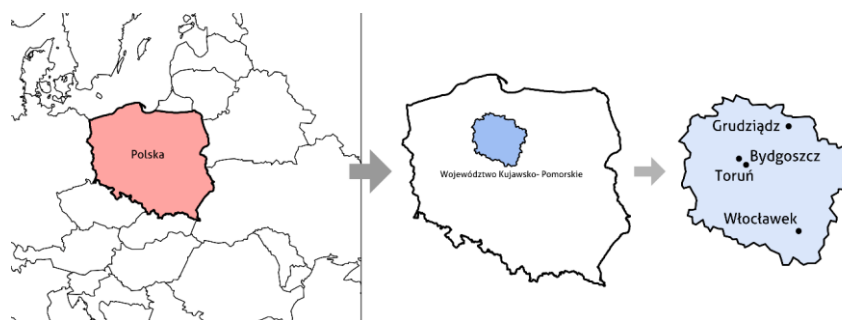 Polska
Województwo Kujawsko- Pomorskie
Grudziądz
Bydgoszcz
Toruń
Włocławek